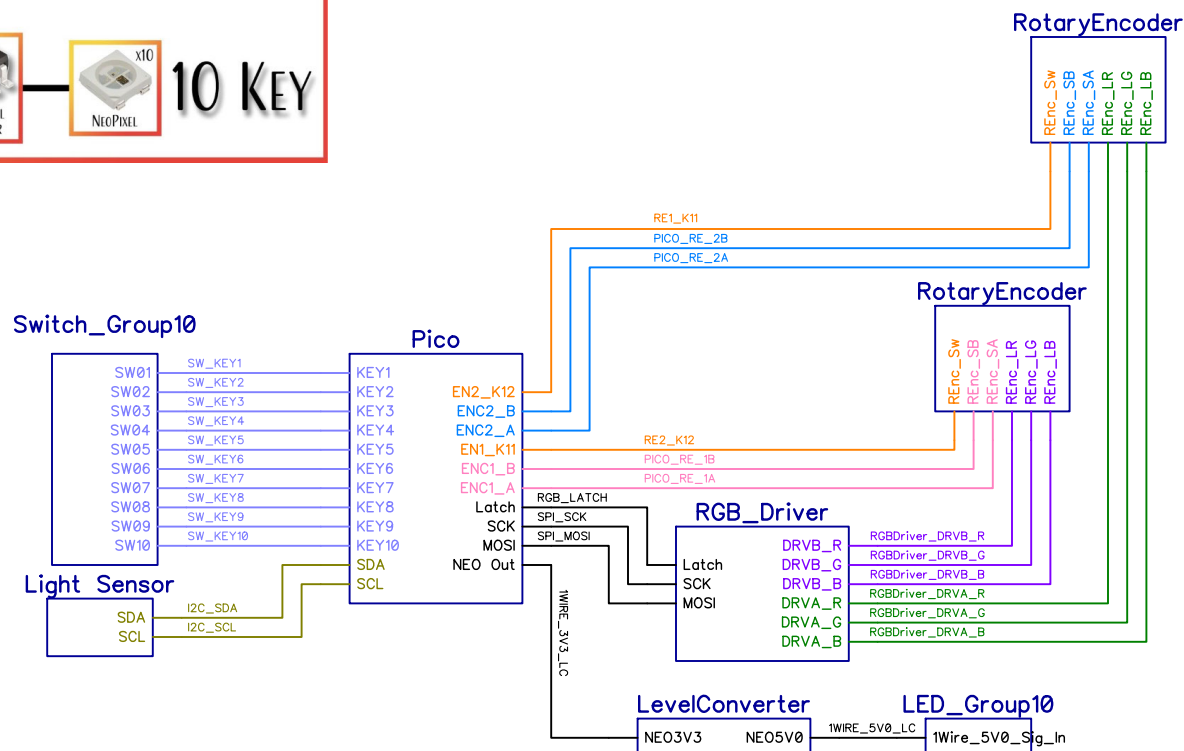 x10
NEOPIXEL
L
R
10 KEY
RotaryEncoder
REnc_Sw
REnc_SB
REnc_SA
REnc_LR
REnc_LG
REnc_LB
RE1_K11
PICO_RE_2B
PICO_RE_2A
RotaryEncoder
REnc_Sw
REnc_SB
REnc_SA
REnc_LR
REnc_LG
REnc_LB
Switch_Group10
SW01
SW02
SW03
SW04
SW05
SW06
SW07
SW08
SW09
SW10
SW_KEY1
SW_KEY2
SW_KEY3
SW_KEY4
SW_KEY5
SW_KEY6
SW_KEY7
SW_KEY8
SW_KEY9
SW_KEY10
Pico
KEY1
KEY2
KEY3
KEY4
KEY5
KEY6
KEY7
KEY8
KEY9
KEY10
SDA
SCL
EN2_K12
ENC2_B
ENC2_A
EN1_K11
ENC1_B
ENC1_A
Latch
SCK
MOSI
NEO Out
RE2_K12
PICO_RE_1B
PICO_RE_1A
RGB_LATCH
SPI_SCK
SPI_MOSI
RGB_Driver
Latch
SCK
MOSI
DRVB_R
DRVB_G
DRVB_B
DRVA_R
DRVA_G
DRVA_B
RGBDriver_DRVB_R
RGBDriver_DRVB_G
RGBDriver_DRVB_B
RGBDriver_DRVA_R
RGBDriver_DRVA_G
RGBDriver_DRVA_B
Light Sensor
SDA
SCL
I2C_SDA
I2C_SCL
1WIRE_3V3_LC
LevelConverter
NEO3V3
NEO5V0
1WIRE_5V0_LC
LED_Group10
1Wire_5V0_Sig_In